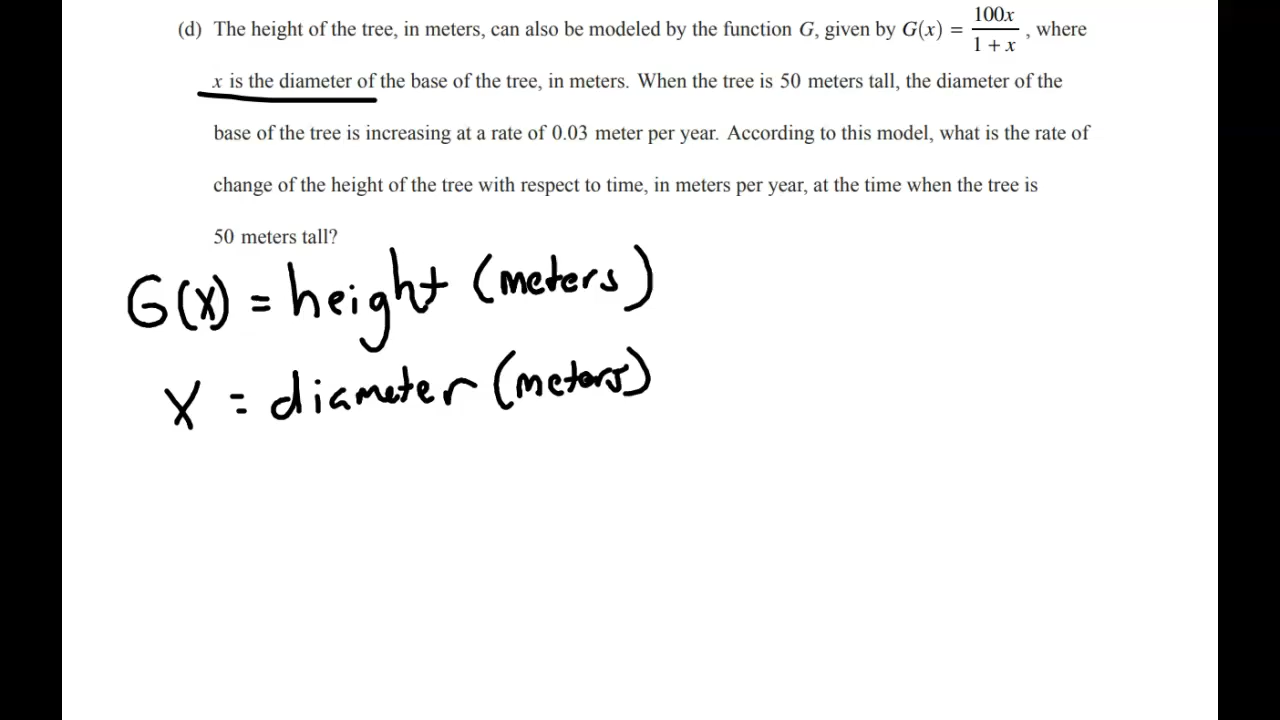 (d) The height of the tree, in meters, can also be modeled by the function G, given by G(x) = 100x / 1 + x , where
x is the diameter of the base of the tree, in meters. When the tree is 50 meters tall, the diameter of the
base of the tree is increasing at a rate of 0.03 meter per year. According to this model, what is the rate of
change of the height of the tree with respect to time, in meters per year, at the time when the tree is
50 meters tall?
G(x) = height (meters)
x = diameter (meters)